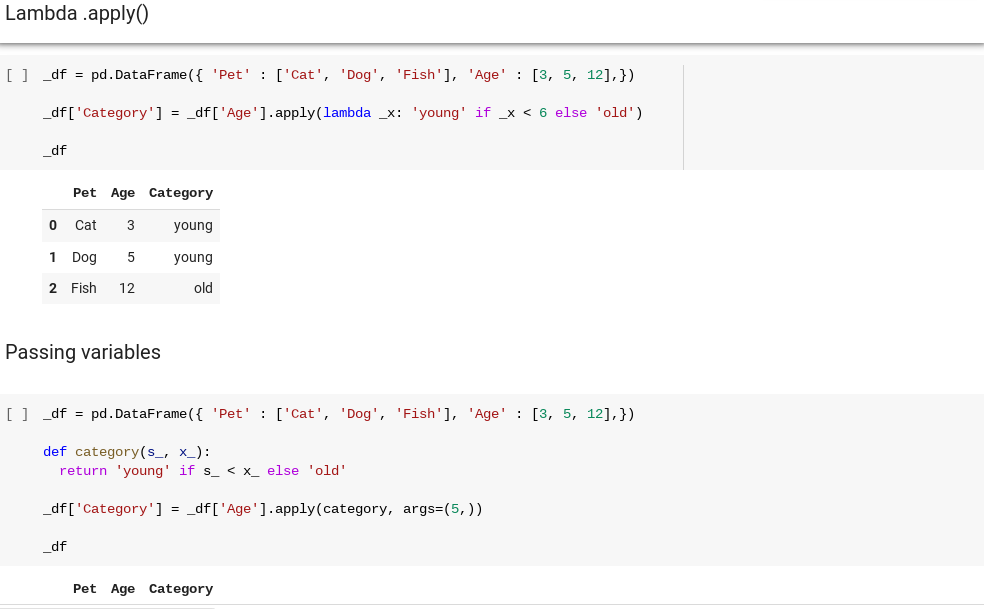 Lambda .apply()
[ ] _df = pd.DataFrame({ 'Pet' : ['Cat', 'Dog', 'Fish'], 'Age' : [3, 5, 12],})
_df['Category'] = _df['Age'].apply(lambda _x: 'young' if _x < 6 else 'old')
_df
Pet Age Category
0 Cat 3 young
1 Dog 5 young
2 Fish 12 old
Passing variables
[ ] _df = pd.DataFrame({ 'Pet' : ['Cat', 'Dog', 'Fish'], 'Age' : [3, 5, 12],})
def category(s_, x_):
return 'young' if s_ < x_ else 'old'
_df['Category'] = _df['Age'].apply(category, args=(5,))
_df
Pet Age Category